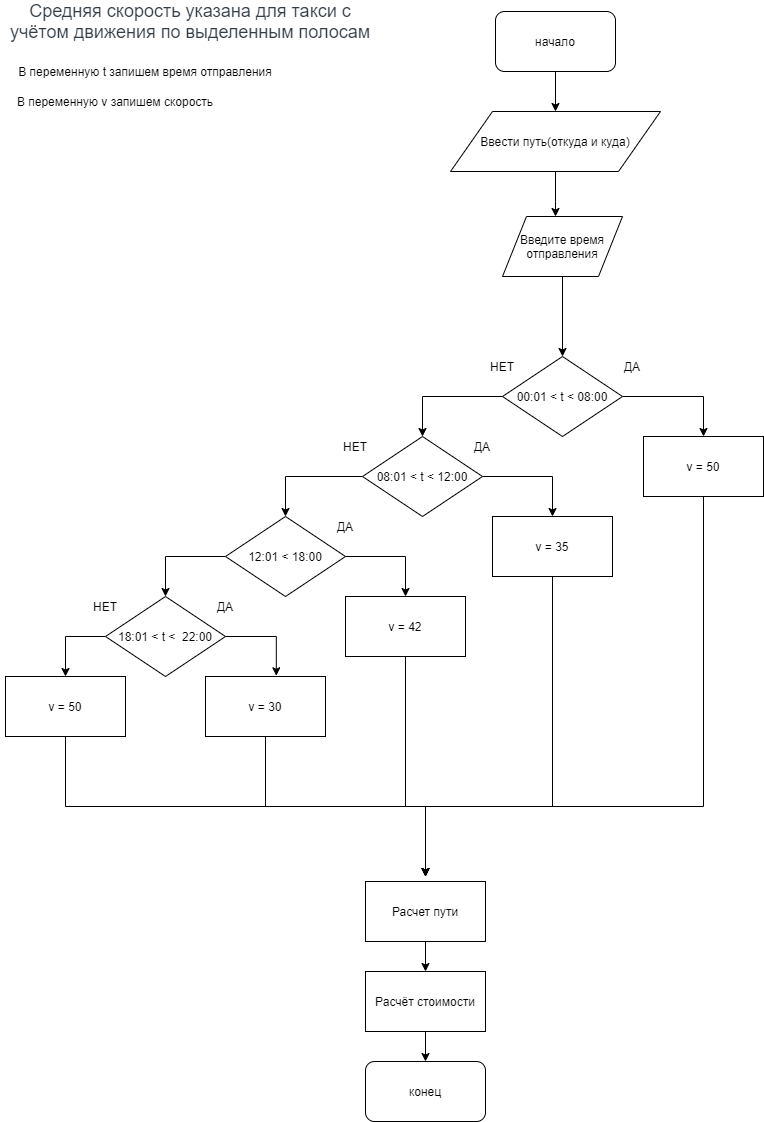 Средняя скорость указана для такси с
учётом движения по выделенным полосам
начало
В переменную t запишем время отправления
В переменную v запишем скорость
Ввести путь(откуда и куда)
Введите время
отправления
НЕТ
ДА
00:01 < t < 08:00
НЕТ
ДА
v = 50
08:01 < t < 12:00
ДА
v = 35
12:01 < 18:00
НЕТ
ДА
v = 42
18:01 < t <  22:00
v = 50
v = 30
Расчет пути
Расчёт стоимости
конец